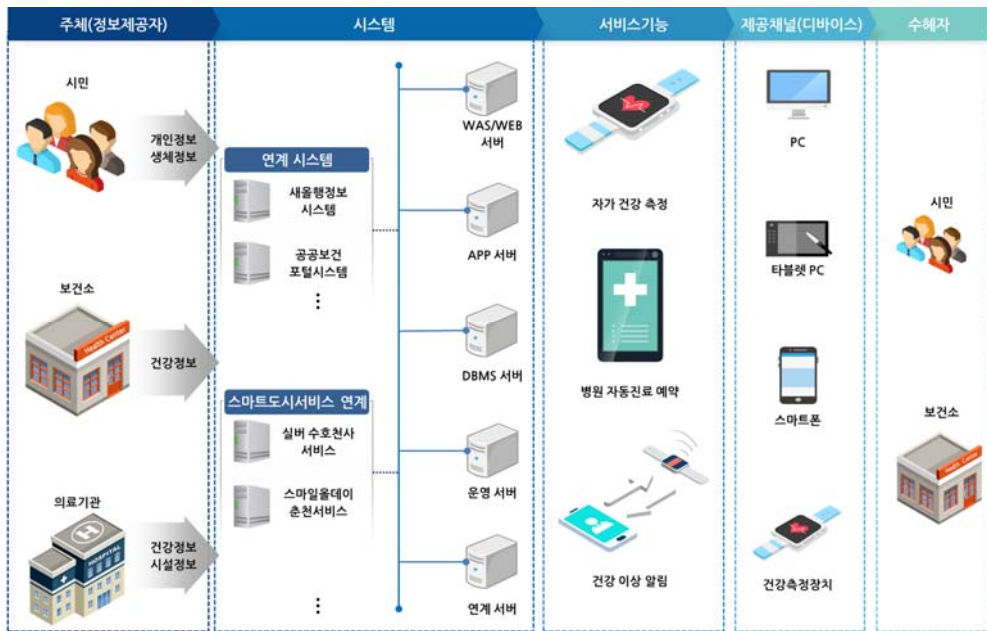 주체(정보제공자)
시스템
서비스기능
제공채널(디바이스)
수혜자
시민
개인정보
생체정보
보건소
Health Center
건강정보
의료기관
H
HOSPITAL
건강정보
시설정보
연계 시스템
새올행정보
시스템
공공보건
포털시스템
스마트도시서비스 연계
실버 수호천사
서비스
스마일올데이
춘천서비스
WAS/WEB
서버
APP 서버
DBMS 서버
운영 서버
연계 서버
자가 건강 측정
병원 자동진료 예약
건강 이상 알림
PC
타블렛 PC
스마트폰
건강측정장치
시민
보건소
Health Center